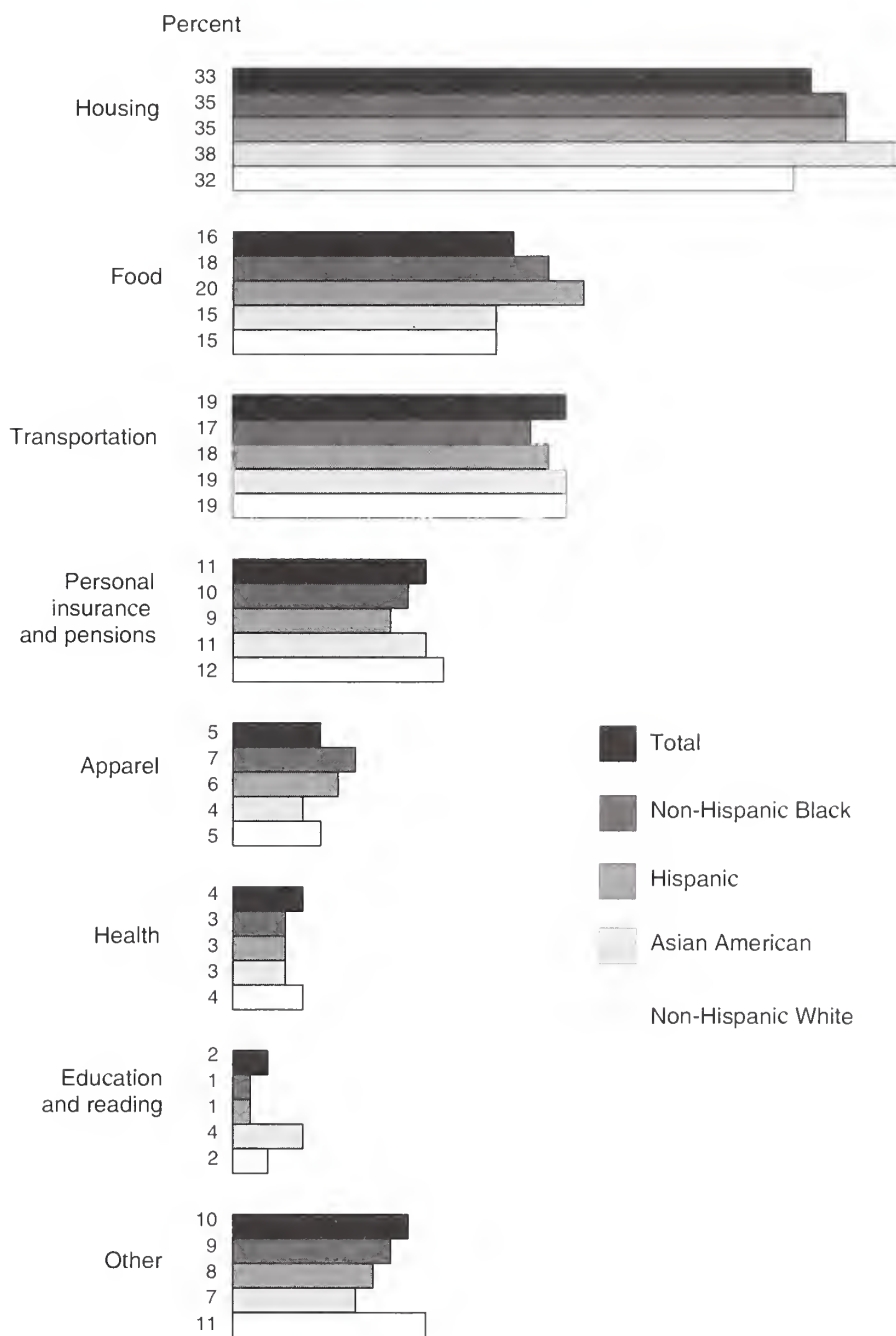 Percent
Housing
33
35
35
38
32
Food
16
18
20
15
15
Transportation
19
17
18
19
19
Personal
insurance
and pensions
11
10
9
11
12
Apparel
5
7
6
4
5
Health
4
3
3
3
4
Education
and reading
2
1
1
4
2
Other
10
9
8
7
11
Total
Non-Hispanic Black
Hispanic
Asian American
Non-Hispanic White